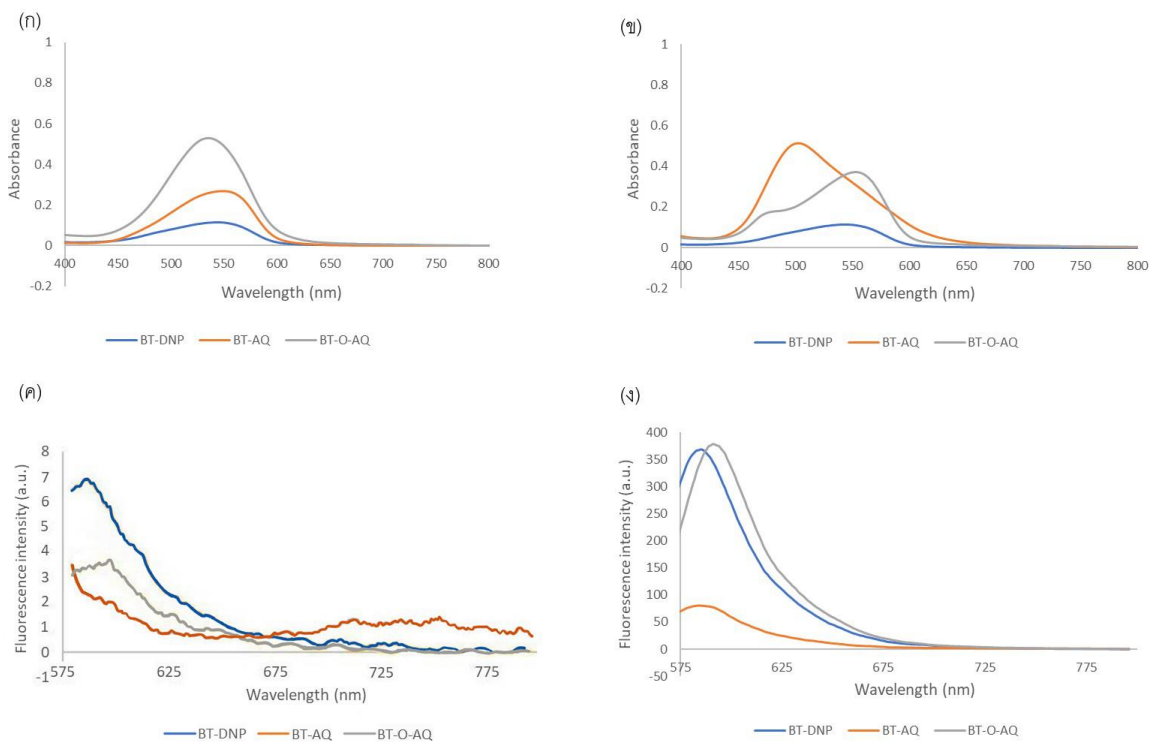 (ก)
1
0.8
0.6
0.4
0.2
0
-0.2
400 450 500 550 600 650 700 750 800
Absorbance
Wavelength (nm)
BT-DNP BT-AQ BT-O-AQ
(ข)
1
0.8
0.6
0.4
0.2
0
-0.2
400 450 500 550 600 650 700 750 800
Absorbance
Wavelength (nm)
BT-DNP BT-AQ BT-O-AQ
(ค)
8
7
6
5
4
3
2
1
0
-1
575 625 675 725 775
Fluorescence intensity (a.u.)
Wavelength (nm)
BT-DNP BT-AQ BT-O-AQ
(ง)
400
350
300
250
200
150
100
50
0
-50
575 625 675 725 775
Fluorescence intensity (a.u.)
Wavelength (nm)
BT-DNP BT-AQ BT-O-AQ